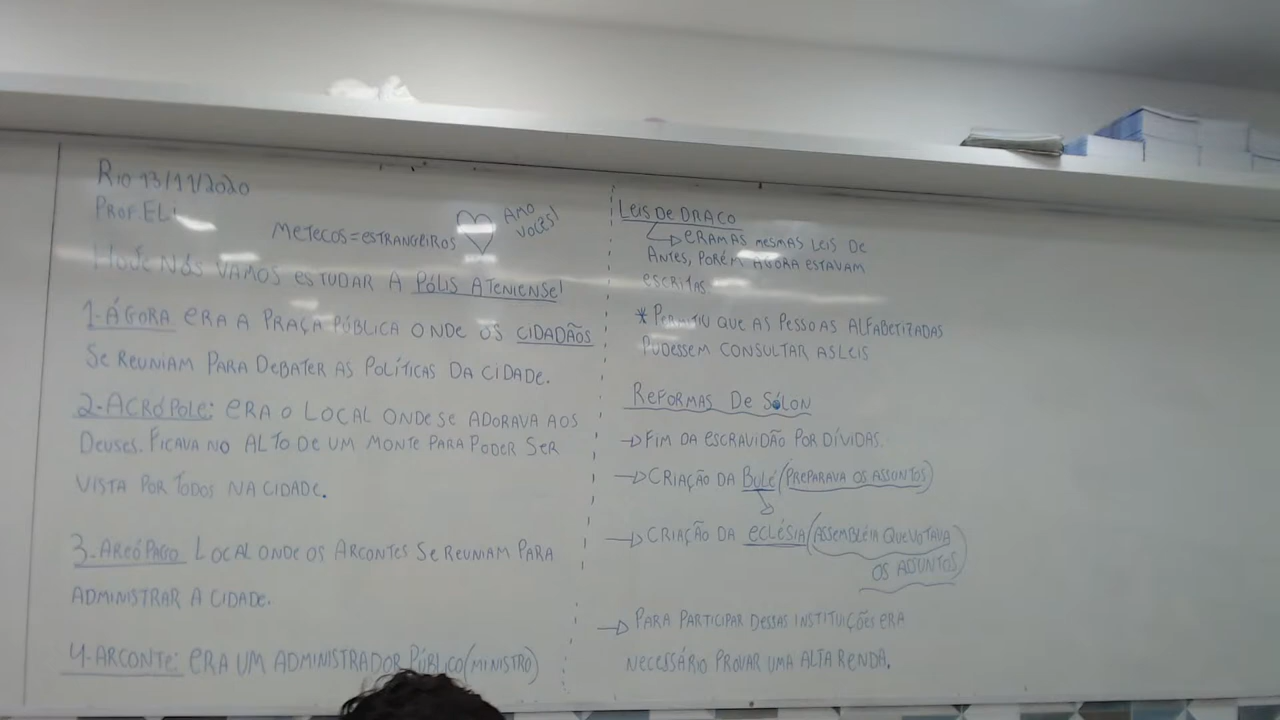 RIO 13/11/2020
PROF. ELI
METECOS = ESTRANGEIROS
AMO
VOCÊS!
HOJE NÓS VAMOS ESTUDAR A PÓLIS ATENIENSE!
1-ÁGORA ERA A PRAÇA PÚBLICA ONDE OS CIDADÃOS
SE REUNIAM PARA DEBATER AS POLÍTICAS DA CIDADE.
2-ACRÓPOLE: ERA O LOCAL ONDE SE ADORAVA AOS
DEUSES. FICAVA NO ALTO DE UM MONTE PARA PODER SER
VISTA POR TODOS NA CIDADE.
3-AREÓPAGO LOCAL ONDE OS ARCONTES SE REUNIAM PARA
ADMINISTRAR A CIDADE.
4-ARCONTE: ERA UM ADMINISTRADOR PÚBLICO (MINISTRO)
LEIS DE DRACO
ERAM AS MESMAS LEIS DE
ANTES, PORÉM AGORA ESTAVAM
ESCRITAS.
* PERMITIU QUE AS PESSOAS ALFABETIZADAS
PUDESSEM CONSULTAR AS LEIS
REFORMAS DE SÓLON
→ FIM DA ESCRAVIDÃO POR DÍVIDAS.
→ CRIAÇÃO DA BULÉ (PREPARAVA OS ASSUNTOS)
→ CRIAÇÃO DA ECLÉSIA (ASSEMBLÉIA QUE VOTAVA
OS ASUNTOS)
→ PARA PARTICIPAR DESSAS INSTITUIÇÕES ERA
NECESSÁRIO PROVAR UMA ALTA RENDA.